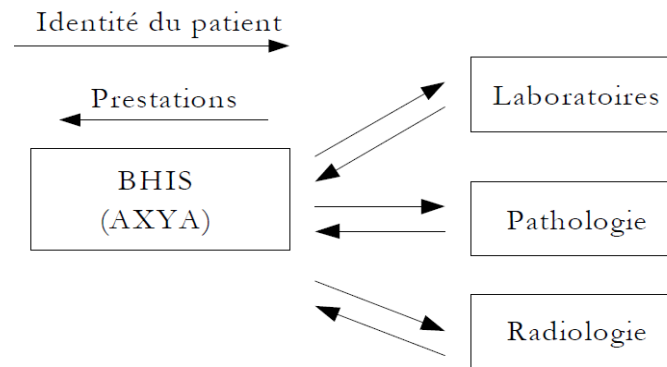 Identité du patient
Prestations
BHIS
(AXYA)
Laboratoires
Pathologie
Radiologie